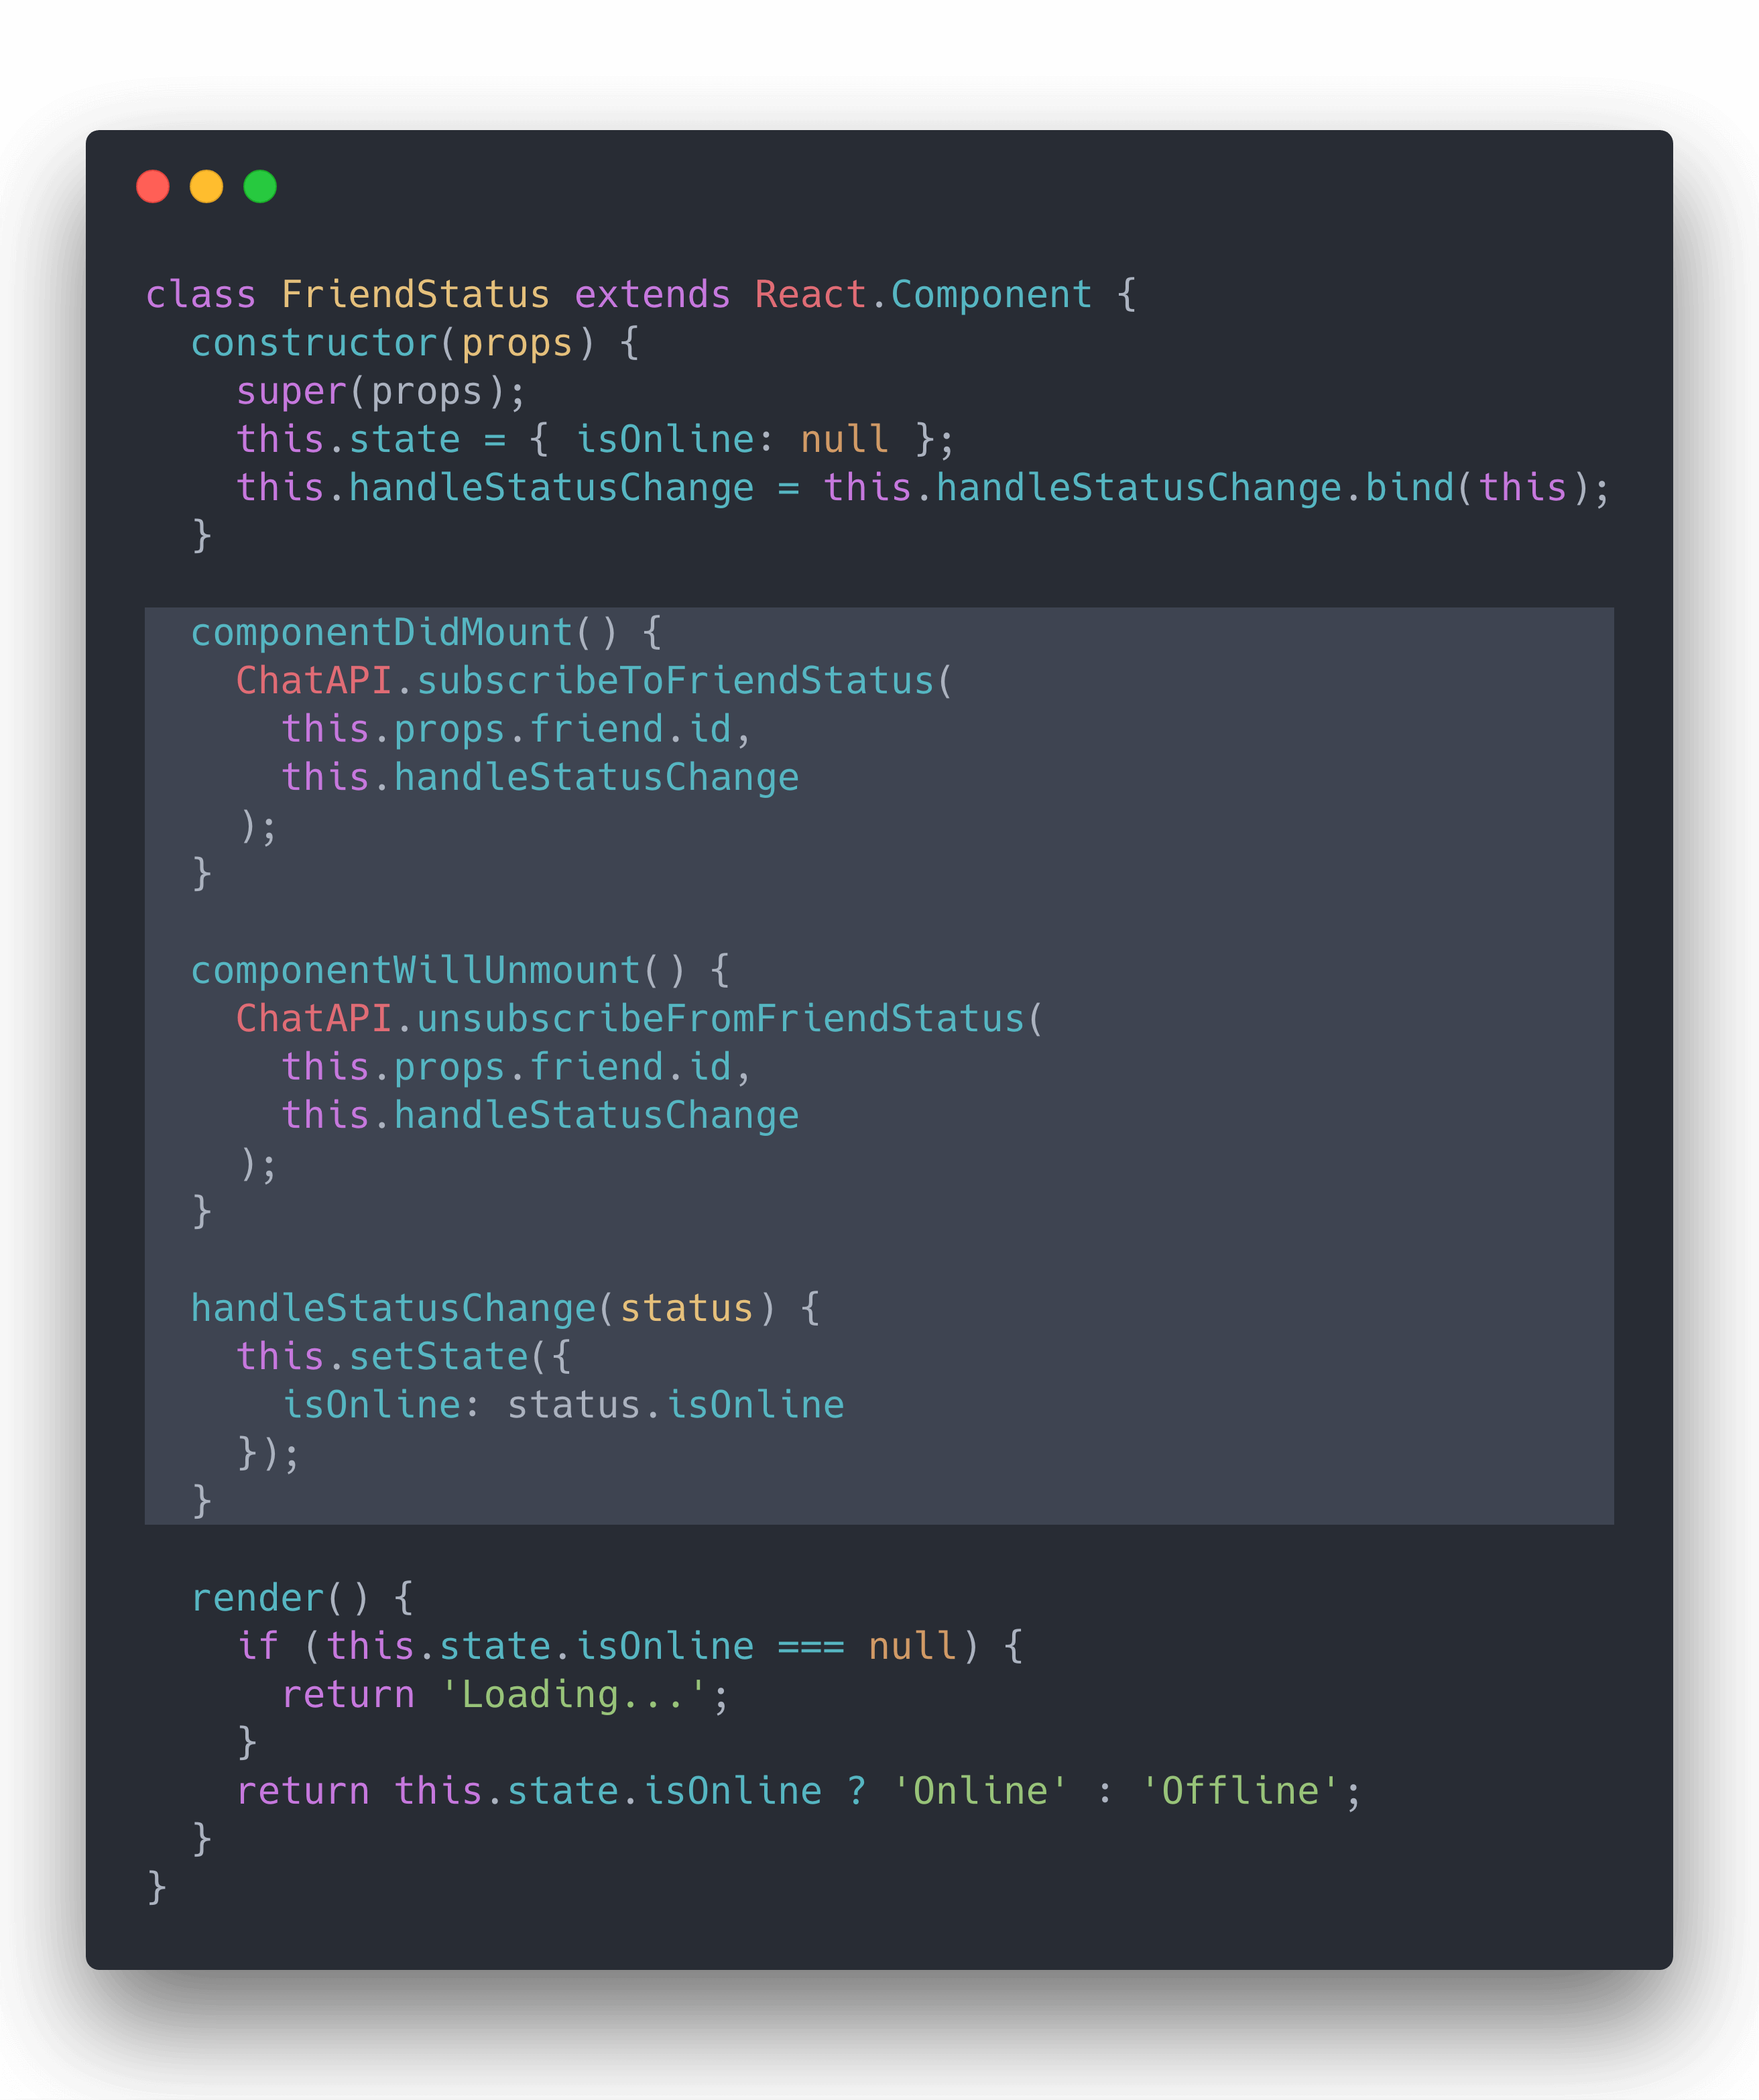 class FriendStatus extends React.Component {
  constructor(props) {
    super(props);
    this.state = { isOnline: null };
    this.handleStatusChange = this.handleStatusChange.bind(this);
  }

  componentDidMount() {
    ChatAPI.subscribeToFriendStatus(
      this.props.friend.id,
      this.handleStatusChange
    );
  }

  componentWillUnmount() {
    ChatAPI.unsubscribeFromFriendStatus(
      this.props.friend.id,
      this.handleStatusChange
    );
  }

  handleStatusChange(status) {
    this.setState({
      isOnline: status.isOnline
    });
  }

  render() {
    if (this.state.isOnline === null) {
      return 'Loading...';
    }
    return this.state.isOnline ? 'Online' : 'Offline';
  }
}